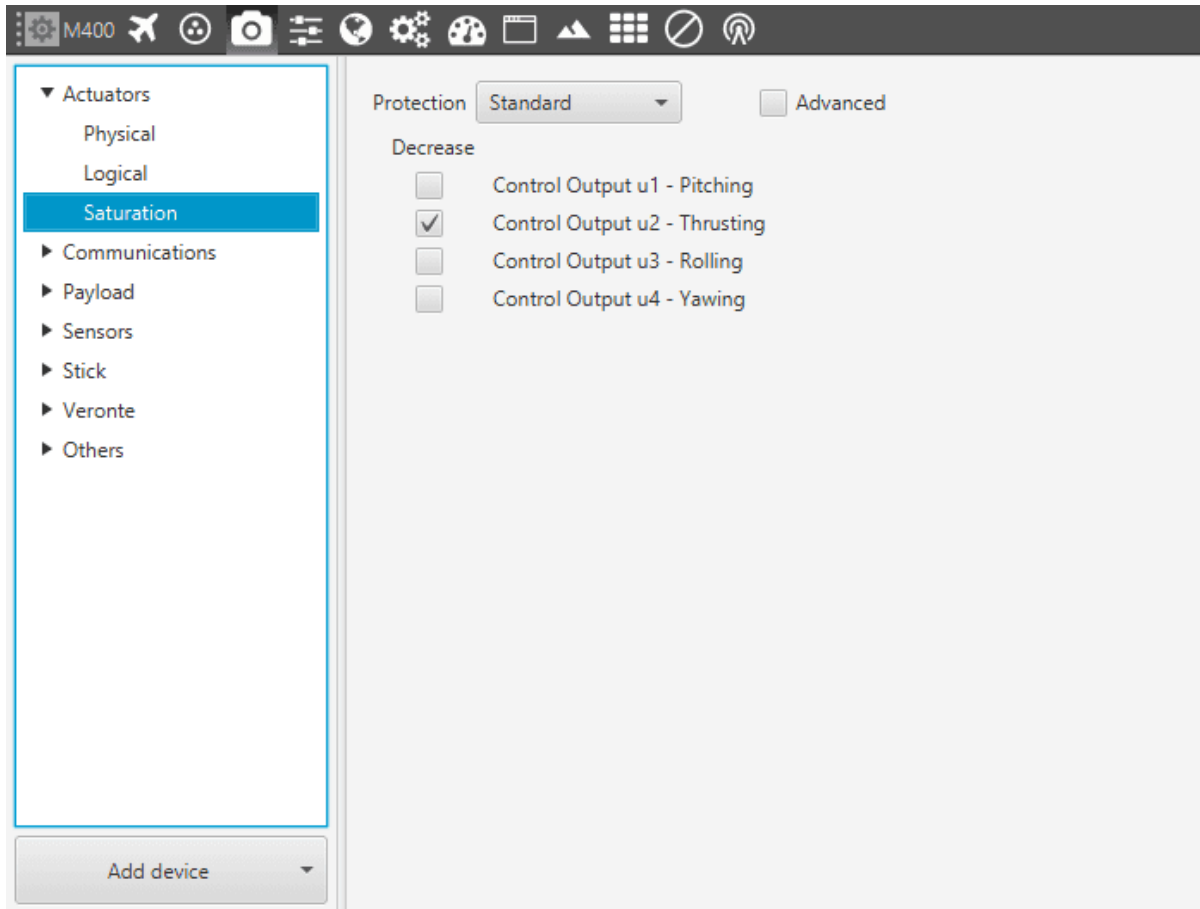 M400
Actuators
Physical
Logical
Saturation
Communications
Payload
Sensors
Stick
Veronte
Others
Add device
Protection Standard Advanced
Decrease
Control Output u1 - Pitching
Control Output u2 - Thrusting
Control Output u3 - Rolling
Control Output u4 - Yawing